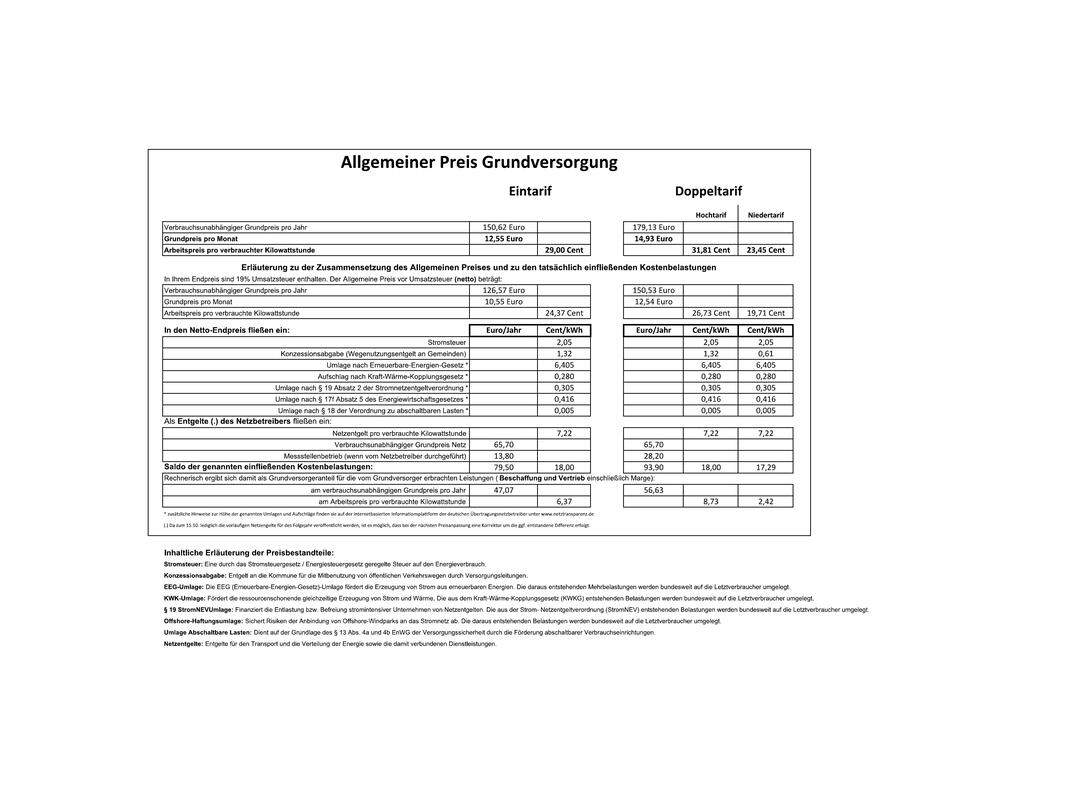 Allgemeiner Preis Grundversorgung
Eintarif Doppeltarif
Hochtarif Niedertarif
Verbrauchsunabhängiger Grundpreis pro Jahr 150,62 Euro 179,13 Euro
Grundpreis pro Monat 12,55 Euro 14,93 Euro
Arbeitspreis pro verbrauchter Kilowattstunde 29,00 Cent 31,81 Cent 23,45 Cent
Erläuterung zu der Zusammensetzung des Allgemeinen Preises und zu den tatsächlich einfließenden Kostenbelastungen
In Ihrem Endpreis sind 19% Umsatzsteuer enthalten. Der Allgemeine Preis vor Umsatzsteuer (netto) beträgt:
Verbrauchsunabhängiger Grundpreis pro Jahr 126,57 Euro 150,53 Euro
Grundpreis pro Monat 10,55 Euro 12,54 Euro
Arbeitspreis pro verbrauchte Kilowattstunde 24,37 Cent 26,73 Cent 19,71 Cent
In den Netto-Endpreis fließen ein: Euro/Jahr Cent/kWh Euro/Jahr Cent/kWh Cent/kWh
Stromsteuer 2,05 2,05 2,05
Konzessionsabgabe (Wegenutzungsentgelt an Gemeinden) 1,32 1,32 0,61
Umlage nach Erneuerbare-Energien-Gesetz * 6,405 6,405 6,405
Aufschlag nach Kraft-Wärme-Kopplungsgesetz * 0,280 0,280 0,280
Umlage nach § 19 Absatz 2 der Stromnetzentgeltverordnung * 0,305 0,305 0,305
Umlage nach § 17f Absatz 5 des Energiewirtschaftsgesetzes * 0,416 0,416 0,416
Umlage nach § 18 der Verordnung zu abschaltbaren Lasten * 0,005 0,005 0,005
Als Entgelte (.) des Netzbetreibers fließen ein:
Netzentgelt pro verbrauchte Kilowattstunde 7,22 7,22 7,22
Verbrauchsunabhängiger Grundpreis Netz 65,70 65,70
Messstellenbetrieb (wenn vom Netzbetreiber durchgeführt) 13,80 28,20
Saldo der genannten einfließenden Kostenbelastungen: 79,50 18,00 93,90 18,00 17,29
Rechnerisch ergibt sich damit als Grundversorgeranteil für die vom Grundversorger erbrachten Leistungen ( Beschaffung und Vertrieb einschließlich Marge):
am verbrauchsunabhängigen Grundpreis pro Jahr 47,07 56,63
am Arbeitspreis pro verbrauchte Kilowattstunde 6,37 8,73 2,42
* zusätzliche Hinweise zur Höhe der genannten Umlagen und Aufschläge finden sie auf der internetbasierten Informationsplattform der deutschen Übertragungsnetzbetreiber unter www.netztransparenz.de
(.) Da zum 15.10. lediglich die vorläufigen Netzengelte für des Folgejahr veröffentlicht werden, ist es möglich, dass bei der nächsten Preisanpassung eine Korrektur um die ggf. entstandene Differenz erfolgt.
Inhaltliche Erläuterung der Preisbestandteile:
Stromsteuer: Eine durch das Stromsteuergesetz / Energiesteuergesetz geregelte Steuer auf den Energieverbrauch.
Konzessionsabgabe: Entgelt an die Kommune für die Mitbenutzung von öffentlichen Verkehrswegen durch Versorgungsleitungen.
EEG-Umlage: Die EEG (Erneuerbare-Energien-Gesetz)-Umlage fördert die Erzeugung von Strom aus erneuerbaren Energien. Die daraus entstehenden Mehrbelastungen werden bundesweit auf die Letztverbraucher umgelegt.
KWK-Umlage: Fördert die ressourcenschonende gleichzeitige Erzeugung von Strom und Wärme. Die aus dem Kraft-Wärme-Kopplungsgesetz (KWKG) entstehenden Belastungen werden bundesweit auf die Letztverbraucher umgelegt.
§ 19 StromNEVUmlage: Finanziert die Entlastung bzw. Befreiung stromintensiver Unternehmen von Netzentgelten. Die aus der Strom- Netzentgeltverordnung (StromNEV) entstehenden Belastungen werden bundesweit auf die Letztverbraucher umgelegt.
Offshore-Haftungsumlage: Sichert Risiken der Anbindung von Offshore-Windparks an das Stromnetz ab. Die daraus entstehenden Belastungen werden bundesweit auf die Letztverbraucher umgelegt.
Umlage Abschaltbare Lasten: Dient auf der Grundlage des § 13 Abs. 4a und 4b EnWG der Versorgungssicherheit durch die Förderung abschaltbarer Verbrauchseinrichtungen.
Netzentgelte: Entgelte für den Transport und die Verteilung der Energie sowie die damit verbundenen Dienstleistungen.